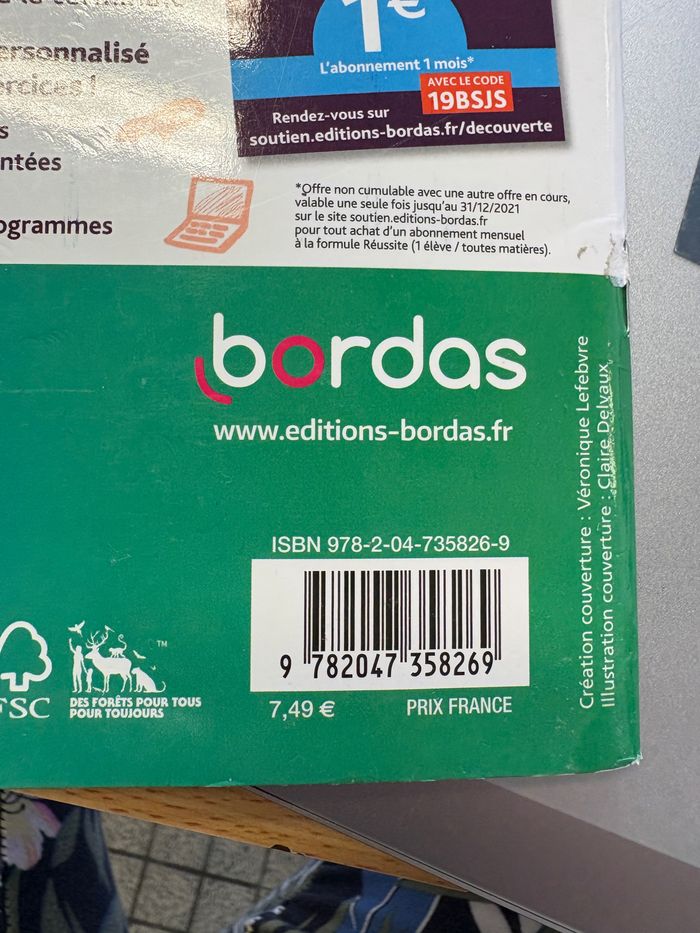 ersonnalisé
1€
L'abonnement 1 mois*
AVEC LE CODE
19BSJS
Rendez-vous sur
soutien.editions-bordas.fr/decouverte
s
ntées
ogrammes
*Offre non cumulable avec une autre offre en cours,
valable une seule fois jusqu'au 31/12/2021
sur le site soutien.editions-bordas.fr
pour tout achat d'un abonnement mensuel
à la formule Réussite (1 élève / toutes matières).
bordas
www.editions-bordas.fr
ISBN 978-2-04-735826-9
9 782047 358269
7,49 € PRIX FRANCE
FSC
DES FORÊTS POUR TOUS
POUR TOUJOURS
TM
Création couverture : Véronique Lefebvre
Illustration couverture : Claire Delvaux